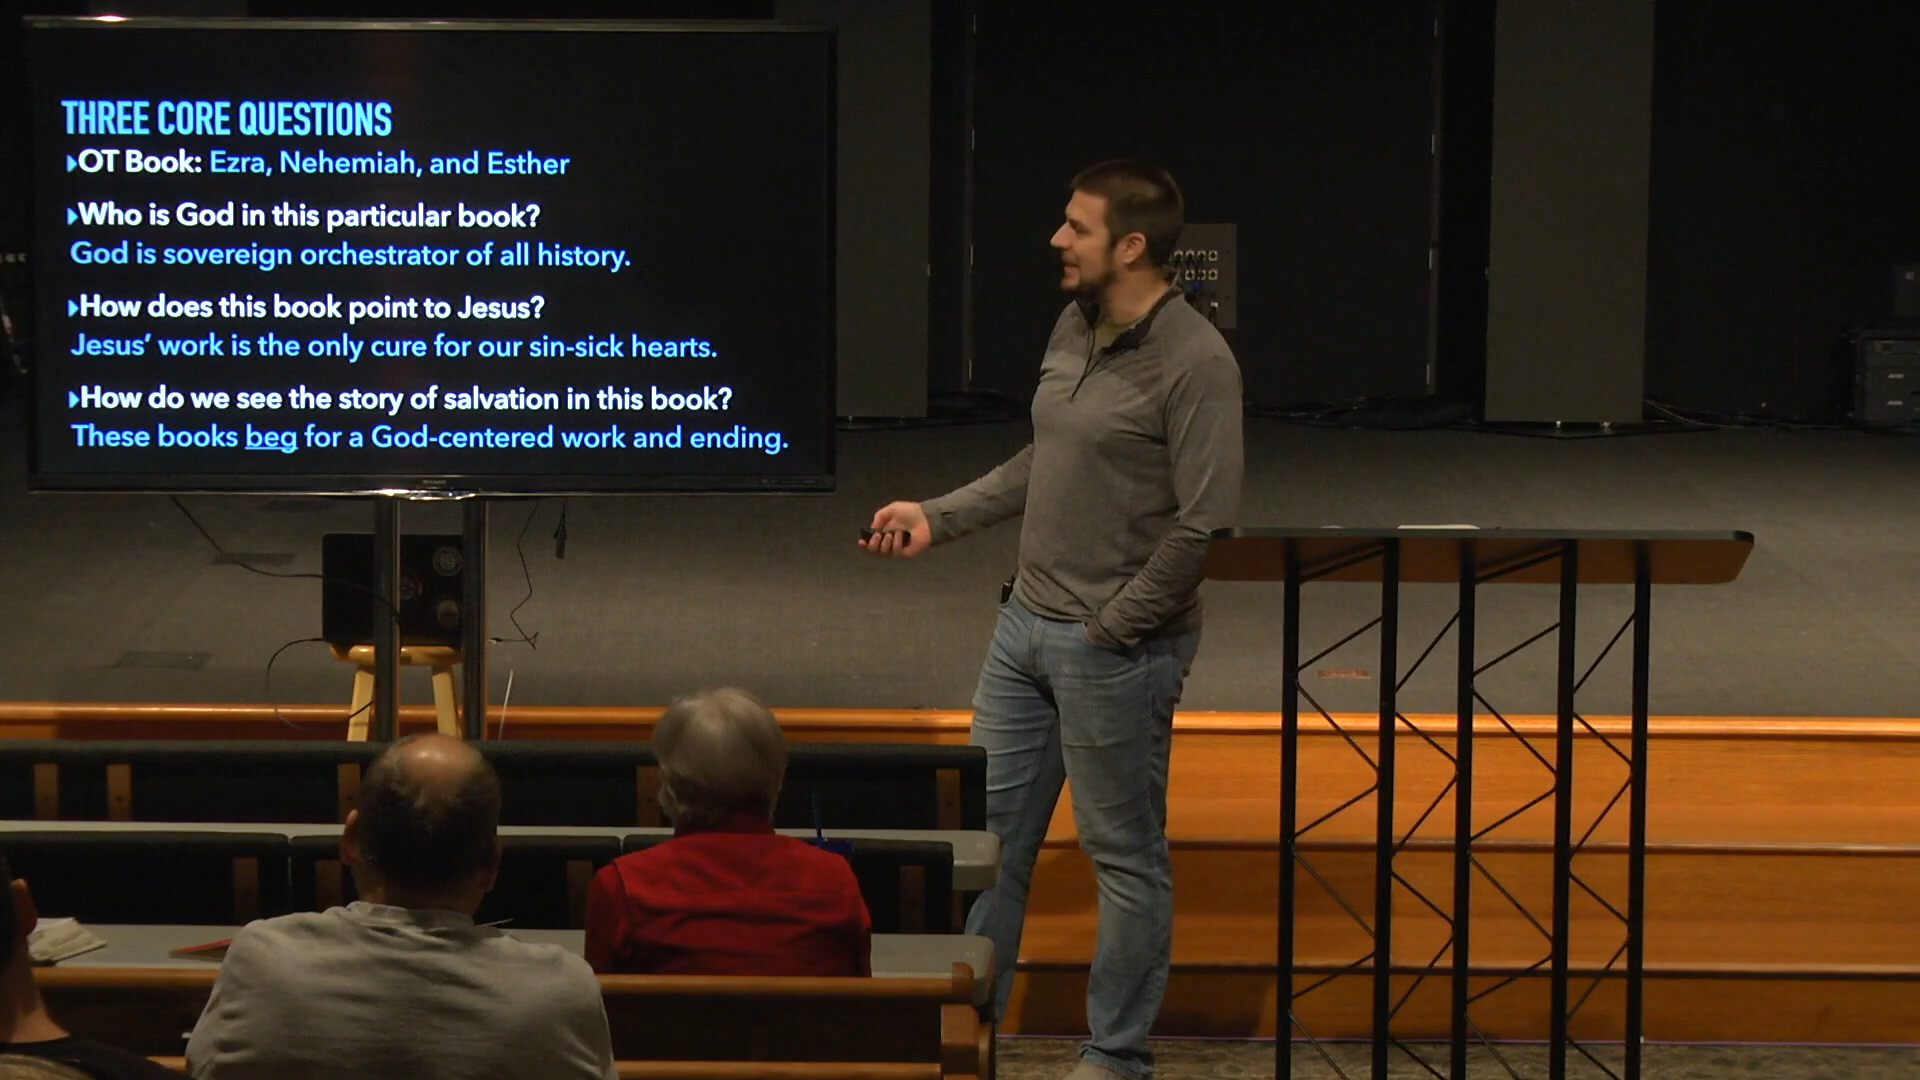 THREE CORE QUESTIONS
▸OT Book: Ezra, Nehemiah, and Esther
▸Who is God in this particular book?
God is sovereign orchestrator of all history.
▸How does this book point to Jesus?
Jesus’ work is the only cure for our sin-sick hearts.
▸How do we see the story of salvation in this book?
These books beg for a God-centered work and ending.